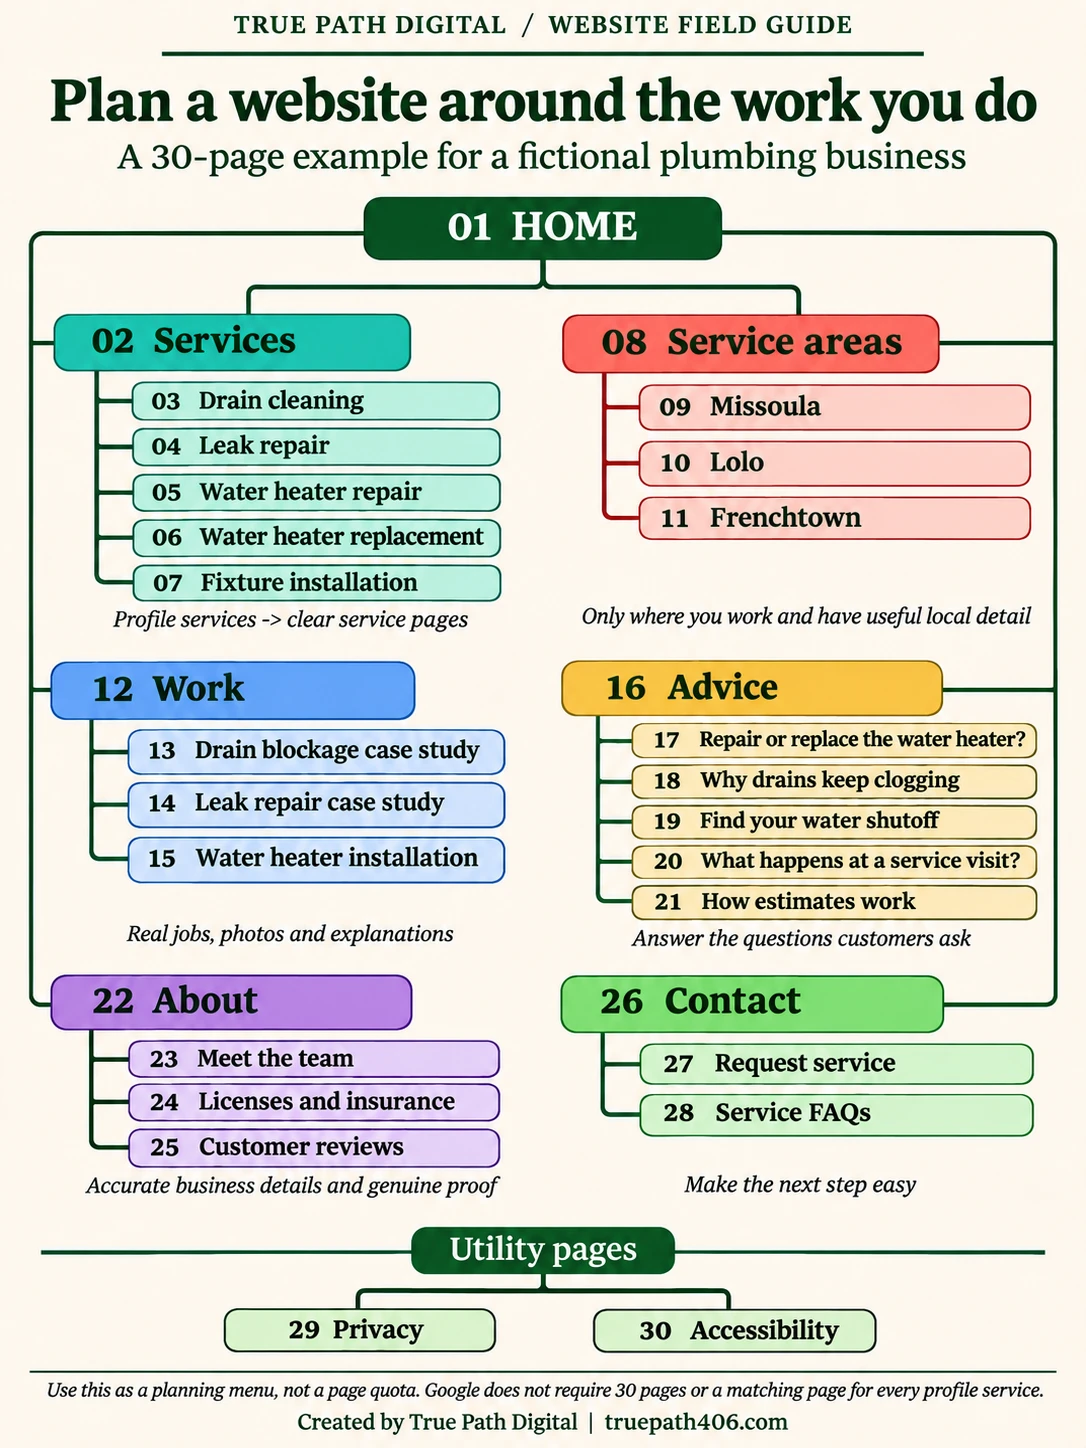 TRUE PATH DIGITAL / WEBSITE FIELD GUIDE
Plan a website around the work you do
A 30-page example for a fictional plumbing business
01 HOME
02 Services
03 Drain cleaning
04 Leak repair
05 Water heater repair
06 Water heater replacement
07 Fixture installation
Profile services -> clear service pages
08 Service areas
09 Missoula
10 Lolo
11 Frenchtown
Only where you work and have useful local detail
12 Work
13 Drain blockage case study
14 Leak repair case study
15 Water heater installation
Real jobs, photos and explanations
16 Advice
17 Repair or replace the water heater?
18 Why drains keep clogging
19 Find your water shutoff
20 What happens at a service visit?
21 How estimates work
Answer the questions customers ask
22 About
23 Meet the team
24 Licenses and insurance
25 Customer reviews
Accurate business details and genuine proof
26 Contact
27 Request service
28 Service FAQs
Make the next step easy
Utility pages
29 Privacy
30 Accessibility
Use this as a planning menu, not a page quota. Google does not require 30 pages or a matching page for every profile service.
Created by True Path Digital | truepath406.com